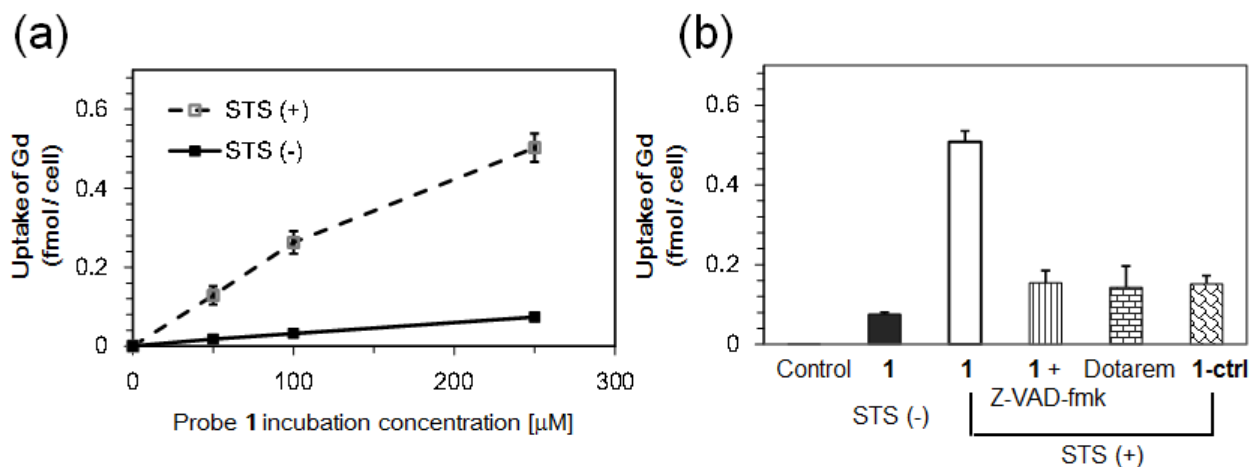 (a)
Uptake of Gd
(fmol / cell)
0.6
0.4
0.2
0
STS (+)
STS (-)
0 100 200 300
Probe 1 incubation concentration [μM]
(b)
Uptake of Gd
(fmol / cell)
0.6
0.4
0.2
0
Control 1 1 1 + Dotarem 1-ctrl
Z-VAD-fmk
STS (-)
STS (+)